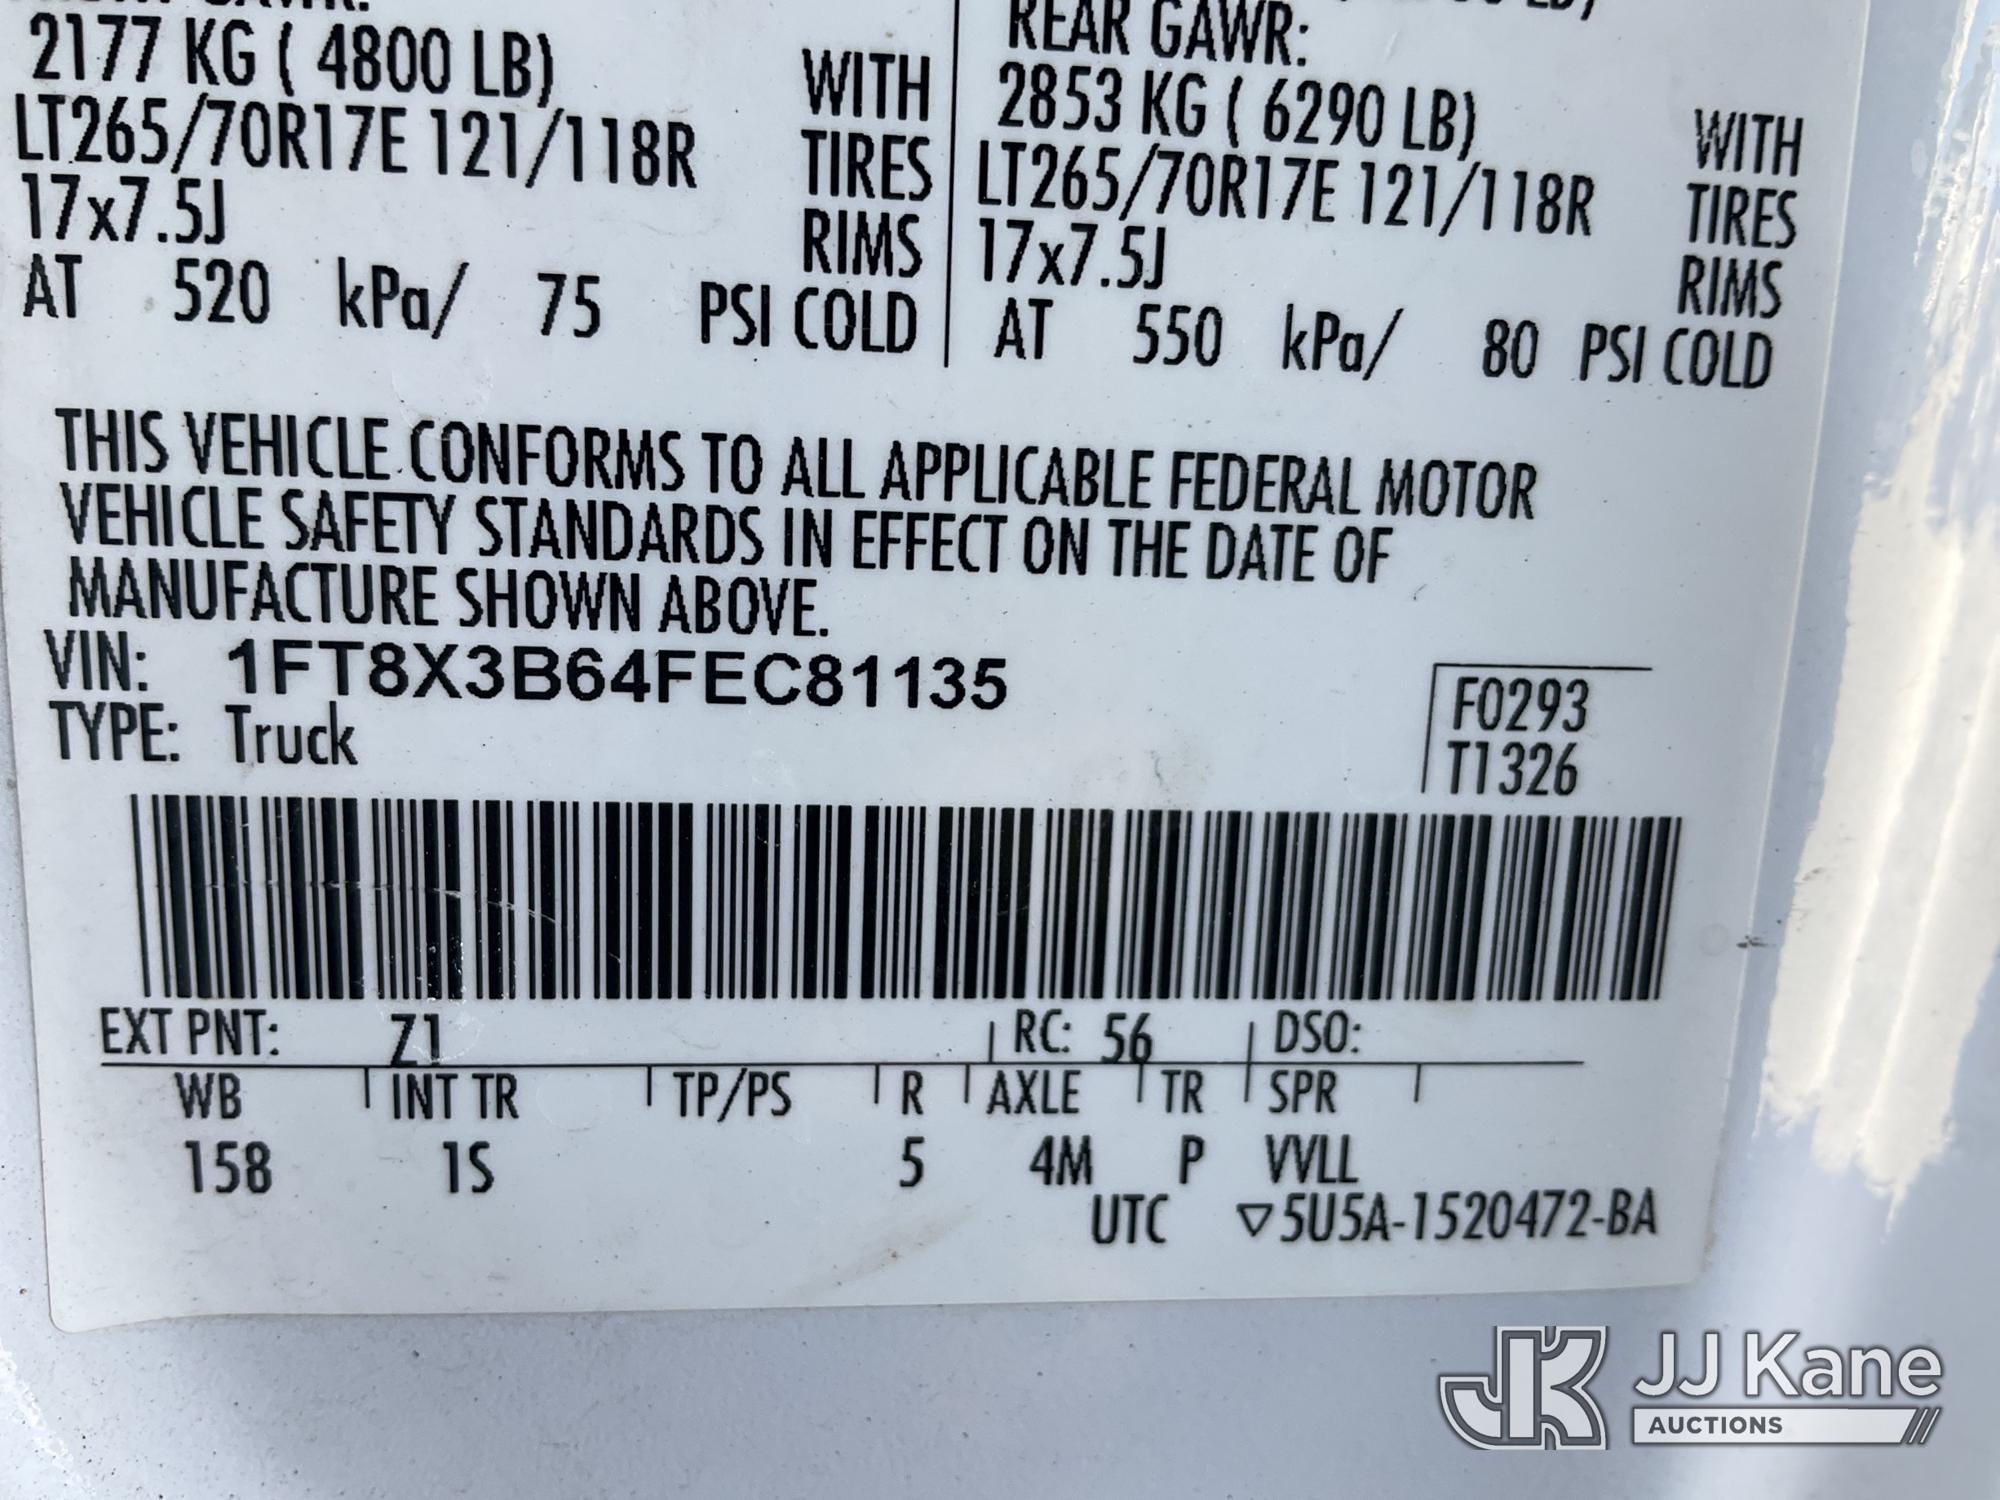 2177 KG ( 4800 LB) WITH
LT265/70R17E 121/118R TIRES
17x7.5J RIMS
AT 520 kPa/ 75 PSI COLD
REAR GAWR:
2853 KG ( 6290 LB) WITH
LT265/70R17E 121/118R TIRES
17x7.5J RIMS
AT 550 kPa/ 80 PSI COLD
THIS VEHICLE CONFORMS TO ALL APPLICABLE FEDERAL MOTOR
VEHICLE SAFETY STANDARDS IN EFFECT ON THE DATE OF
MANUFACTURE SHOWN ABOVE.
VIN: 1FT8X3B64FEC81135
TYPE: Truck
F0293
T1326
EXT PNT: Z1 RC: 56 DSO:
WB INT TR TP/PS R AXLE TR SPR
158 1S 5 4M P VVLL
UTC ▽5U5A-1520472-BA
JK JJ Kane
AUCTIONS